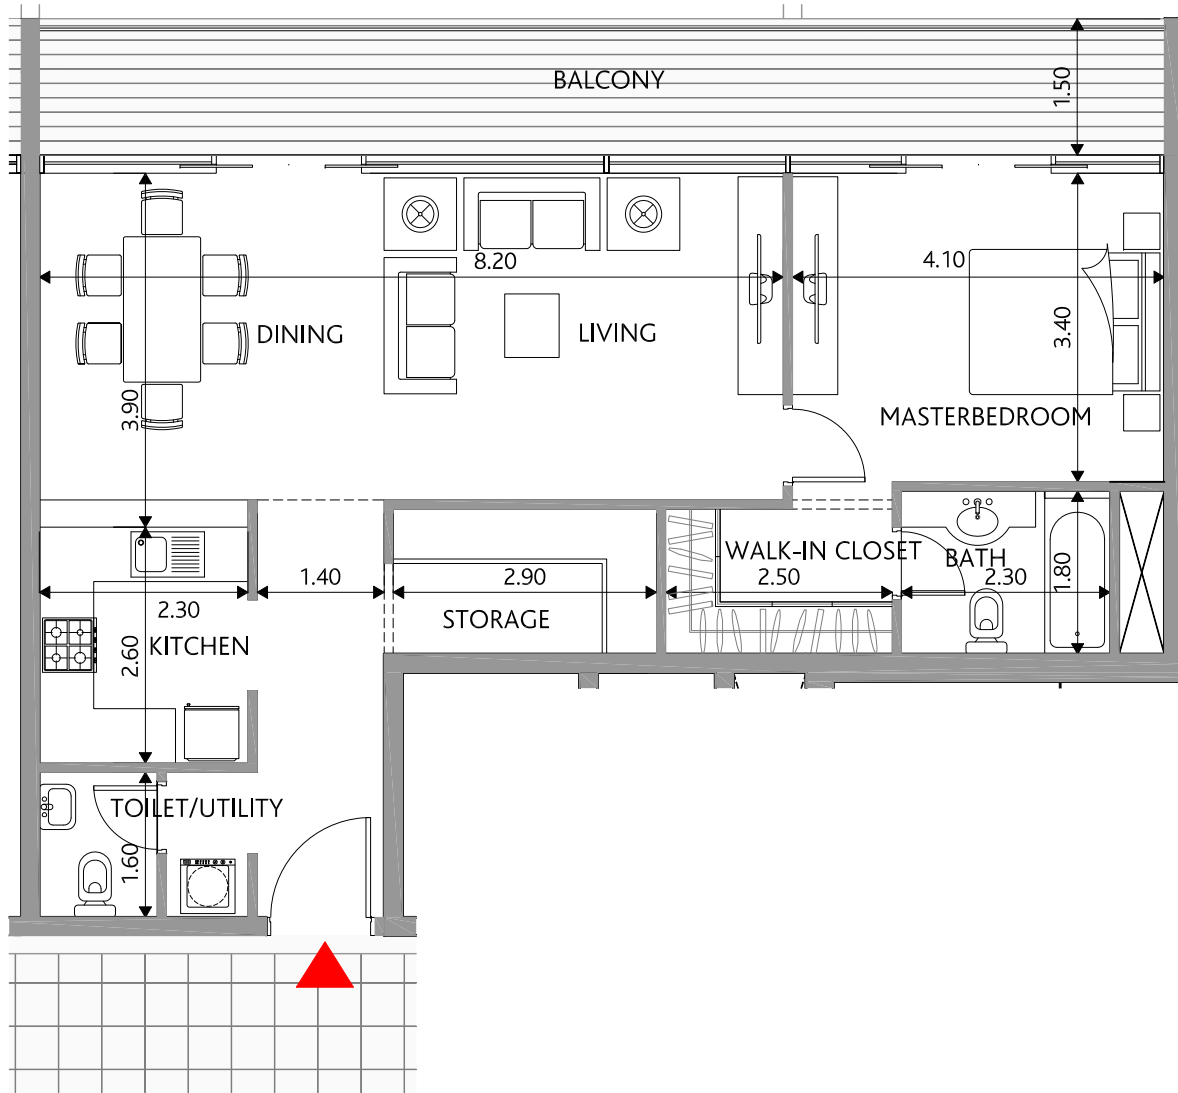 BALCONY
1.50
8.20
4.10
DINING
LIVING
3.40
3.90
MASTERBEDROOM
WALK-IN CLOSET
BATH
1.40
2.90
2.50
2.30
1.80
2.30
STORAGE
KITCHEN
2.60
TOILET/UTILITY
1.60